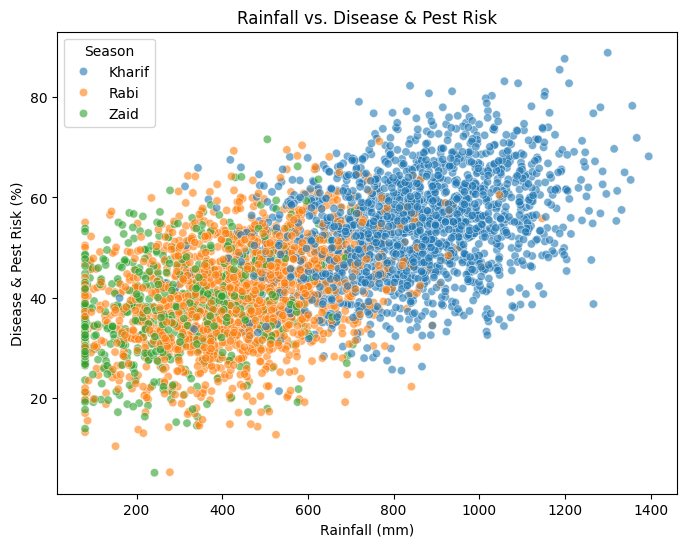 Rainfall vs. Disease & Pest Risk
Season
Kharif
Rabi
Zaid
Disease & Pest Risk (%)
80
60
40
20
200 400 600 800 1000 1200 1400
Rainfall (mm)